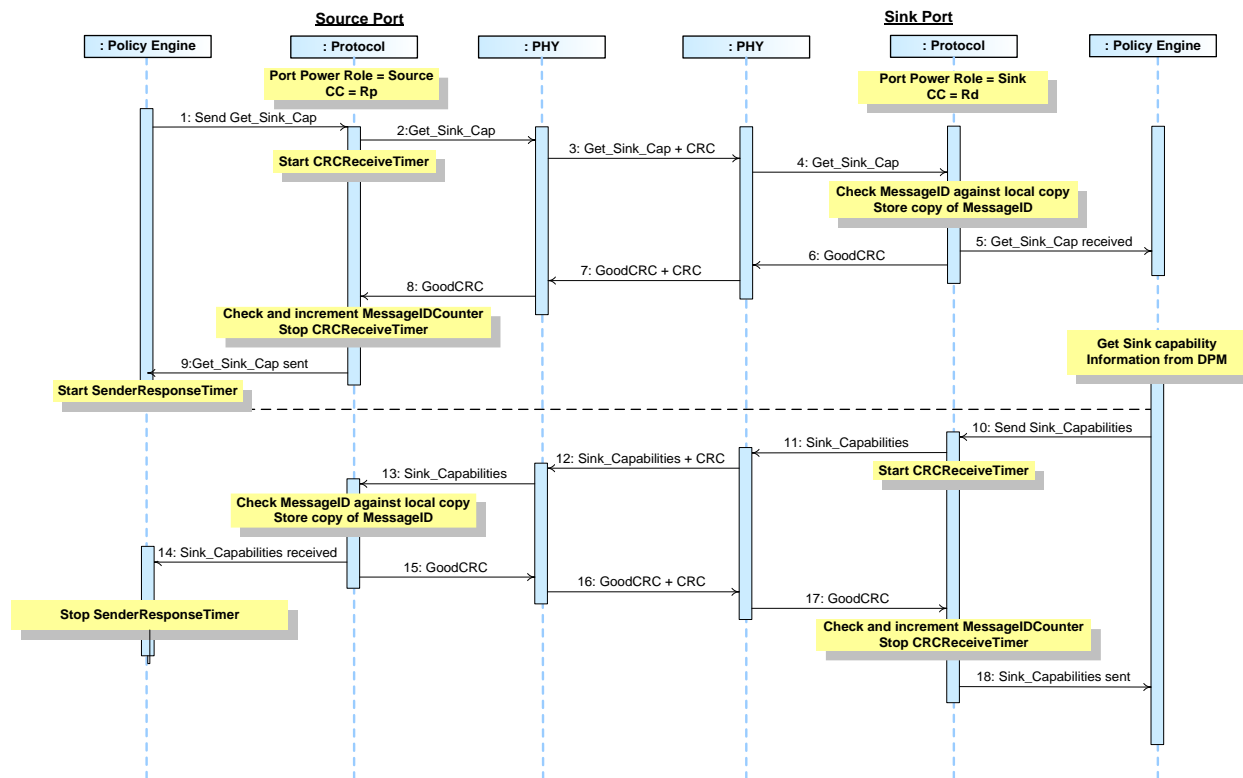 Source Port
Sink Port
: Policy Engine
: Protocol
: PHY
: PHY
: Protocol
: Policy Engine
Port Power Role = Source
CC = Rp
Port Power Role = Sink
CC = Rd
1: Send Get_Sink_Cap
2:Get_Sink_Cap
Start CRCReceiveTimer
3: Get_Sink_Cap + CRC
4: Get_Sink_Cap
Check MessageID against local copy
Store copy of MessageID
5: Get_Sink_Cap received
6: GoodCRC
7: GoodCRC + CRC
8: GoodCRC
Check and increment MessageIDCounter
Stop CRCReceiveTimer
9:Get_Sink_Cap sent
Start SenderResponseTimer
Get Sink capability
Information from DPM
10: Send Sink_Capabilities
11: Sink_Capabilities
Start CRCReceiveTimer
12: Sink_Capabilities + CRC
13: Sink_Capabilities
Check MessageID against local copy
Store copy of MessageID
14: Sink_Capabilities received
15: GoodCRC
16: GoodCRC + CRC
17: GoodCRC
Stop SenderResponseTimer
Check and increment MessageIDCounter
Stop CRCReceiveTimer
18: Sink_Capabilities sent